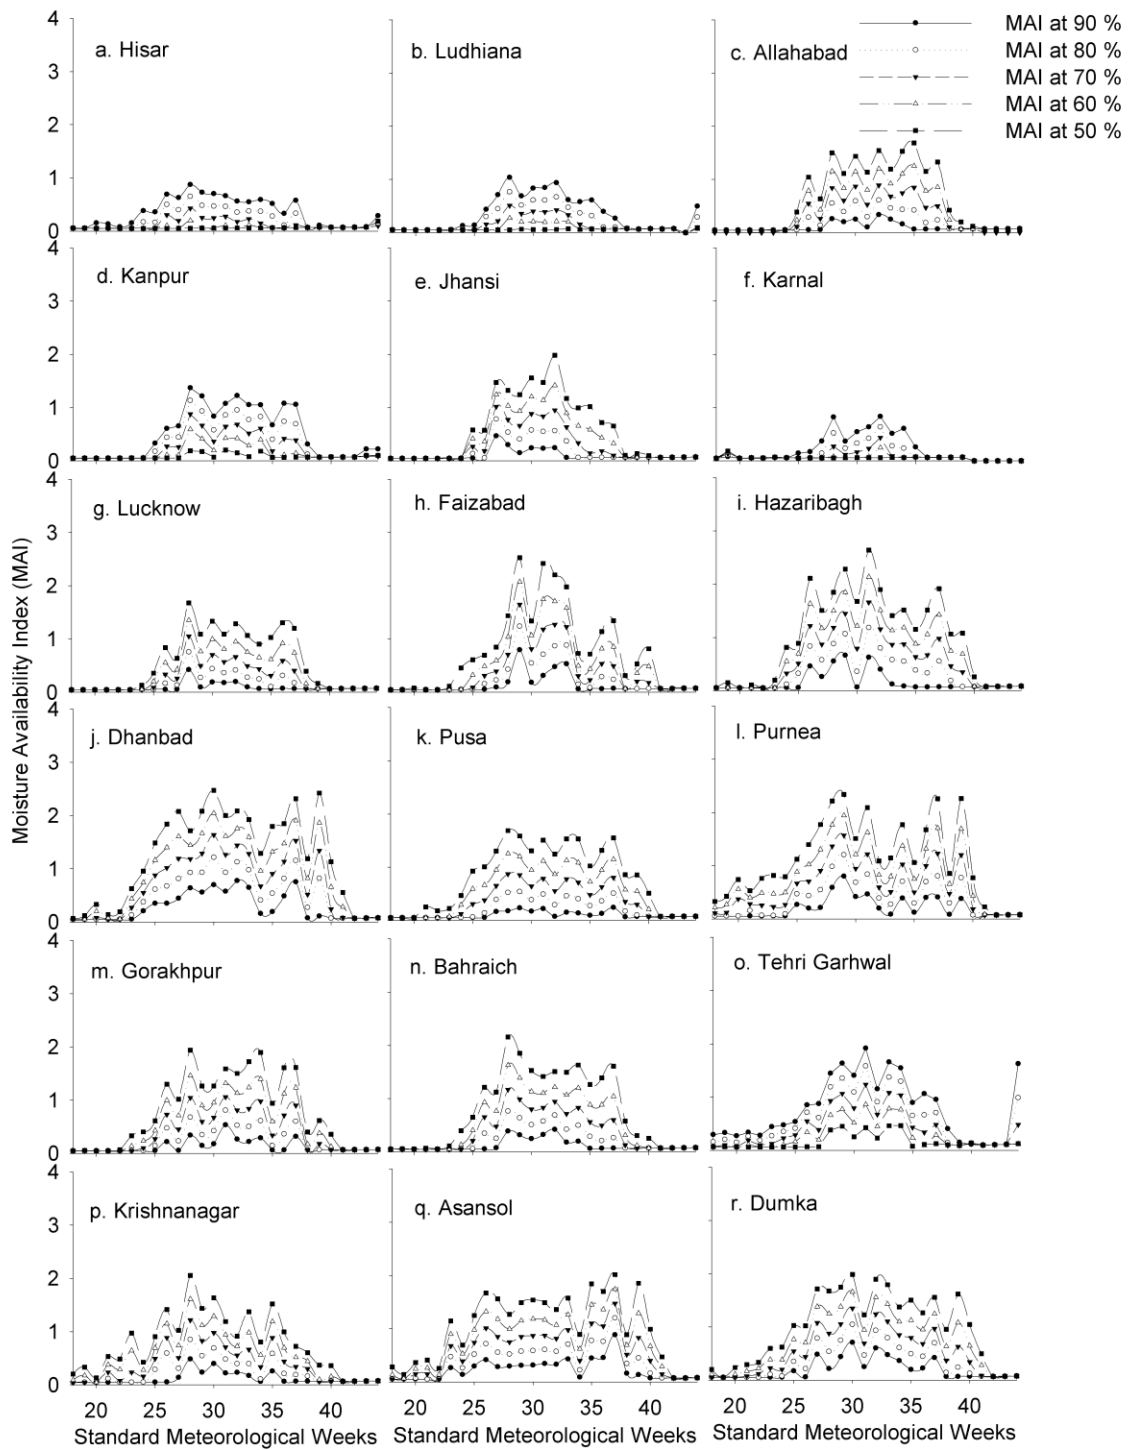 4
3
2
1
0
a. Hisar
b. Ludhiana
c. Allahabad
MAI at 90 %
MAI at 80 %
MAI at 70 %
MAI at 60 %
MAI at 50 %
4
3
2
1
0
d. Kanpur
e. Jhansi
f. Karnal
Moisture Availability Index (MAI)
4
3
2
1
0
g. Lucknow
h. Faizabad
i. Hazaribagh
4
3
2
1
0
j. Dhanbad
k. Pusa
l. Purnea
4
3
2
1
0
m. Gorakhpur
n. Bahraich
o. Tehri Garhwal
4
3
2
1
0
p. Krishnanagar
q. Asansol
r. Dumka
20 25 30 35 40
20 25 30 35 40
20 25 30 35 40
Standard Meteorological Weeks
Standard Meteorological Weeks
Standard Meteorological Weeks